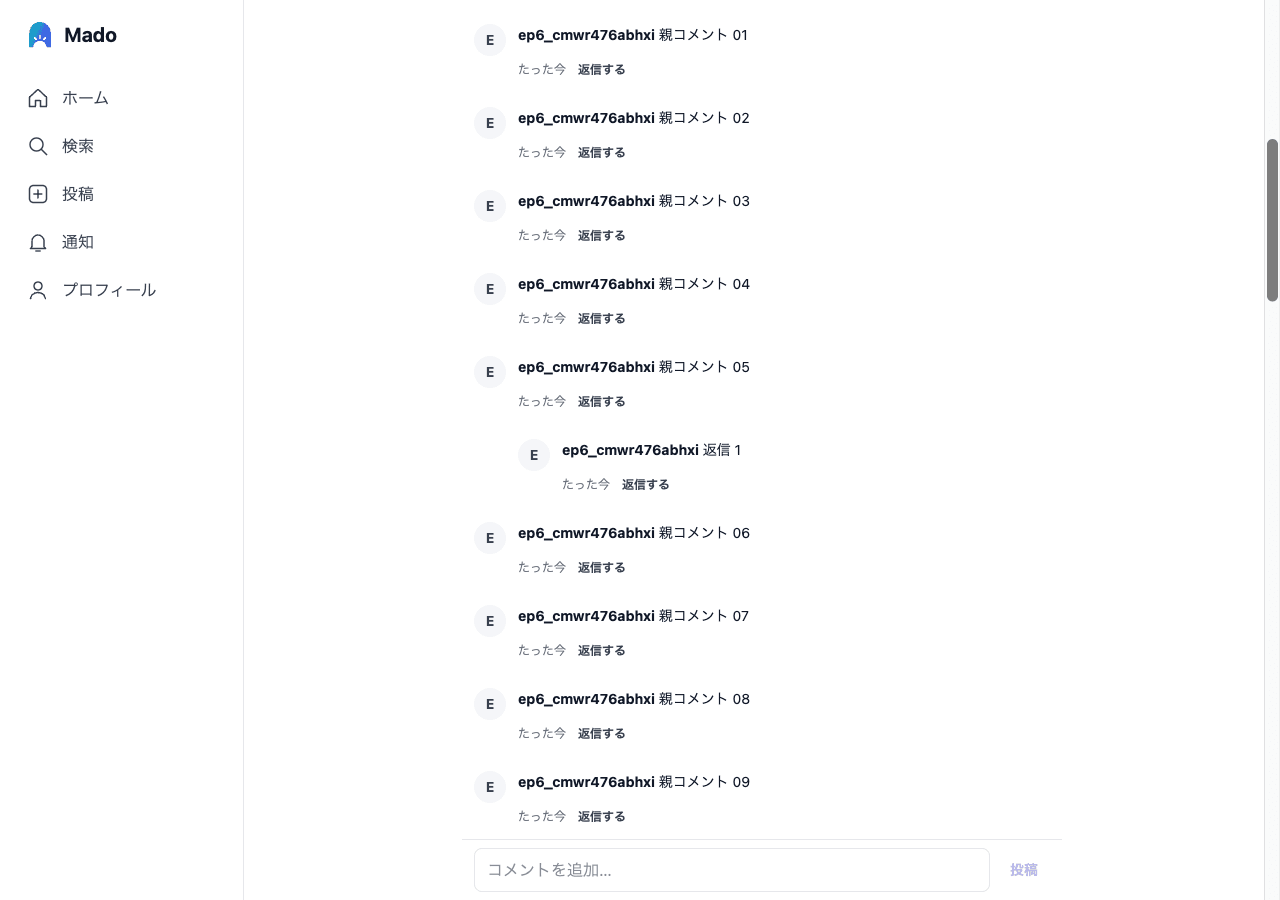 Mado
ホーム
検索
投稿
通知
プロフィール
E
ep6_cmwr476abhxi 親コメント 01
たった今 返信する
E
ep6_cmwr476abhxi 親コメント 02
たった今 返信する
E
ep6_cmwr476abhxi 親コメント 03
たった今 返信する
E
ep6_cmwr476abhxi 親コメント 04
たった今 返信する
E
ep6_cmwr476abhxi 親コメント 05
たった今 返信する
E
ep6_cmwr476abhxi 返信 1
たった今 返信する
E
ep6_cmwr476abhxi 親コメント 06
たった今 返信する
E
ep6_cmwr476abhxi 親コメント 07
たった今 返信する
E
ep6_cmwr476abhxi 親コメント 08
たった今 返信する
E
ep6_cmwr476abhxi 親コメント 09
たった今 返信する
コメントを追加... 投稿